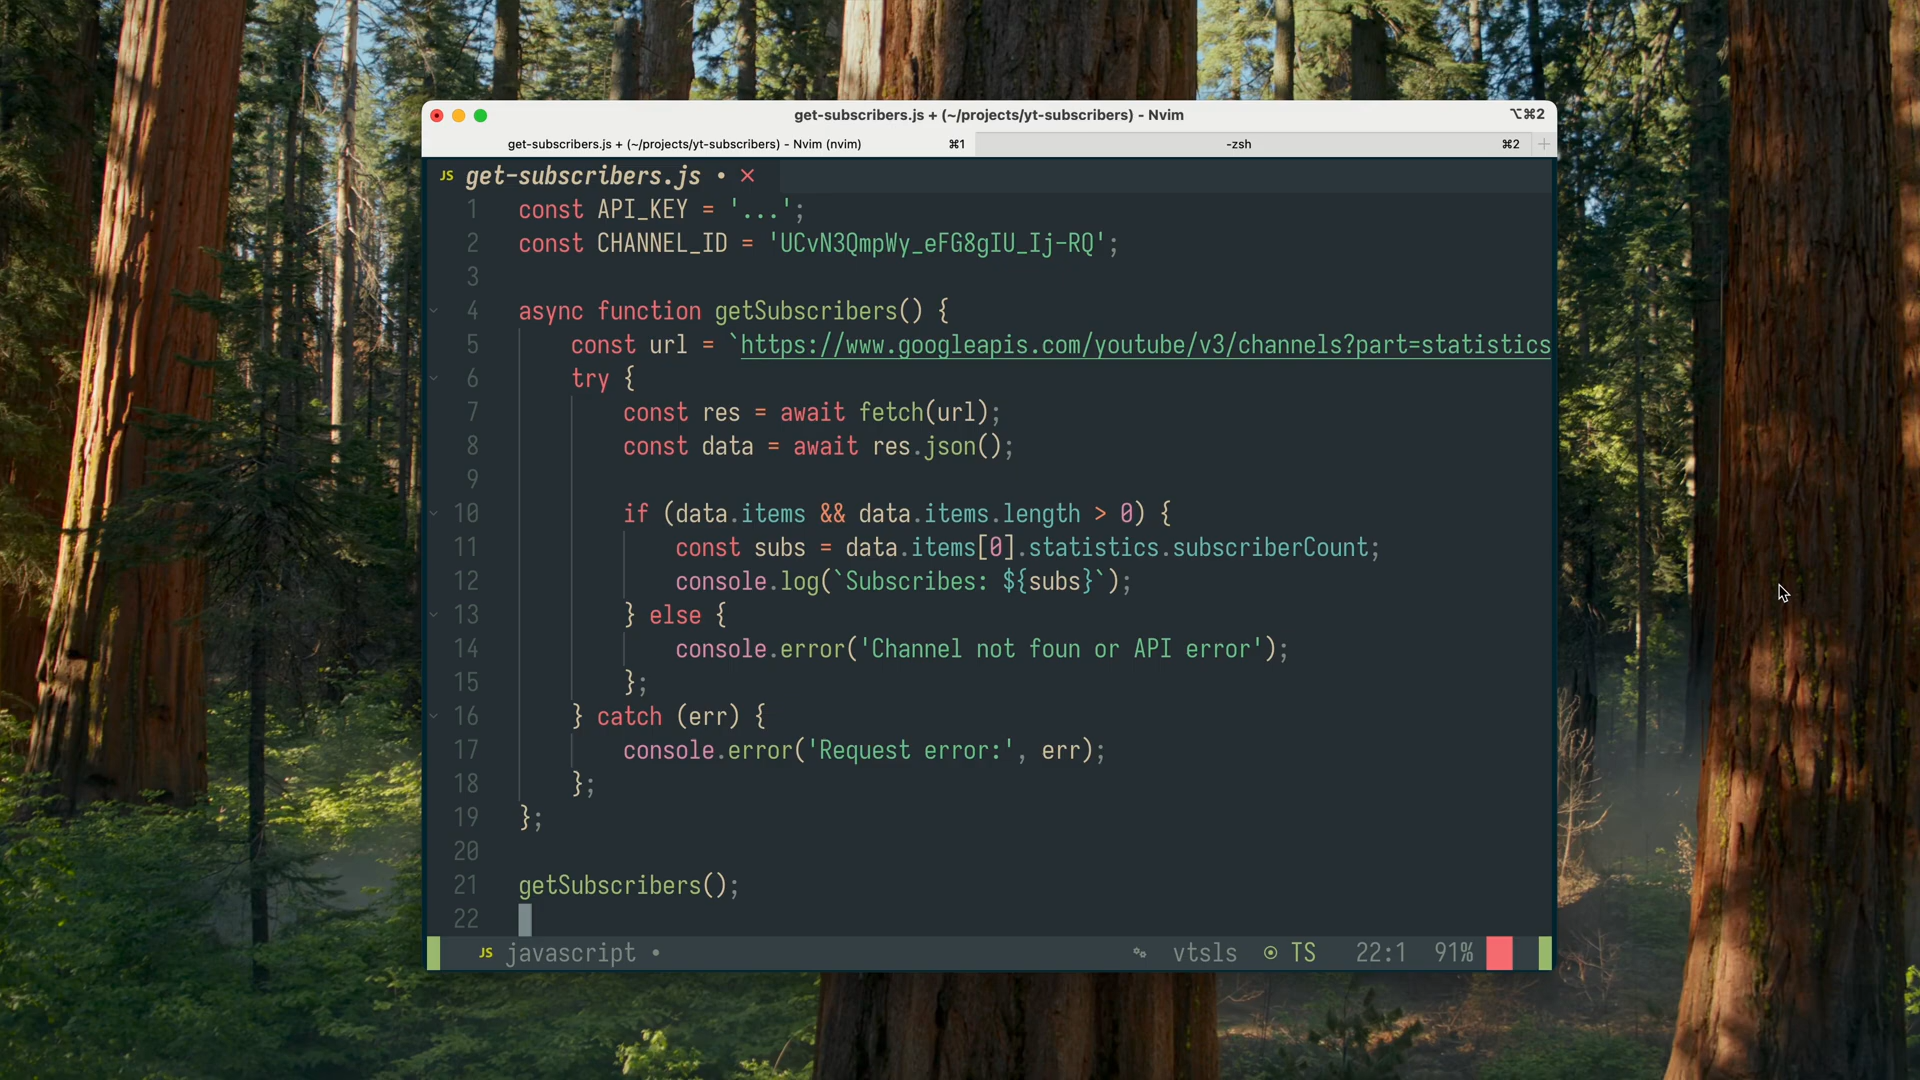 get-subscribers.js + (~/projects/yt-subscribers) - Nvim
⌥⌘2
get-subscribers.js + (~/projects/yt-subscribers) - Nvim (nvim) ⌘1
-zsh ⌘2 +
JS get-subscribers.js • ×
1 const API_KEY = '...';
2 const CHANNEL_ID = 'UCvN3QmpWy_eFG8gIU_Ij-RQ';
3
4 async function getSubscribers() {
5     const url = `https://www.googleapis.com/youtube/v3/channels?part=statistics
6     try {
7         const res = await fetch(url);
8         const data = await res.json();
9
10         if (data.items && data.items.length > 0) {
11             const subs = data.items[0].statistics.subscriberCount;
12             console.log(`Subscribes: ${subs}`);
13         } else {
14             console.error('Channel not foun or API error');
15         };
16     } catch (err) {
17         console.error('Request error:', err);
18     };
19 };
20
21 getSubscribers();
22
JS javascript • vtsls TS 22:1 91%